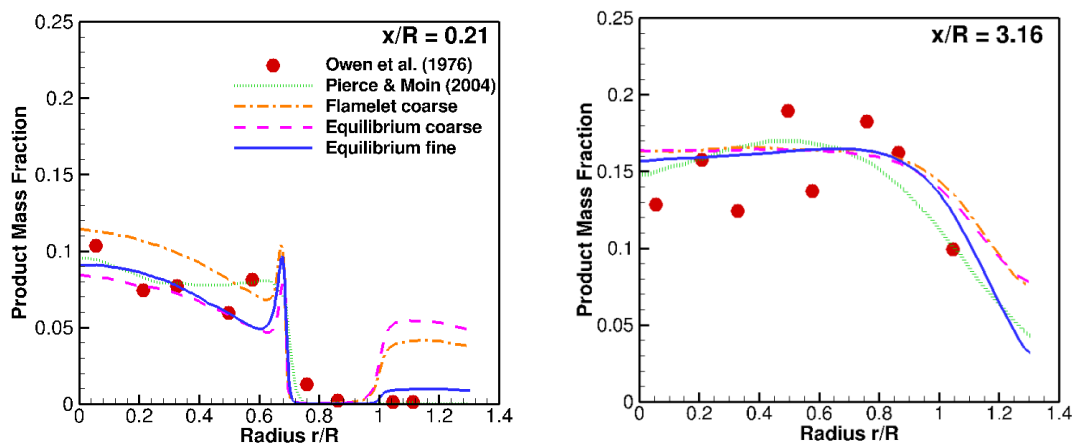 x/R = 0.21
Owen et al. (1976)
Pierce & Moin (2004)
Flamelet coarse
Equilibrium coarse
Equilibrium fine
Product Mass Fraction
0.25
0.2
0.15
0.1
0.05
0
0 0.2 0.4 0.6 0.8 1 1.2 1.4
Radius r/R
x/R = 3.16
Product Mass Fraction
0.25
0.2
0.15
0.1
0.05
0
0 0.2 0.4 0.6 0.8 1 1.2 1.4
Radius r/R